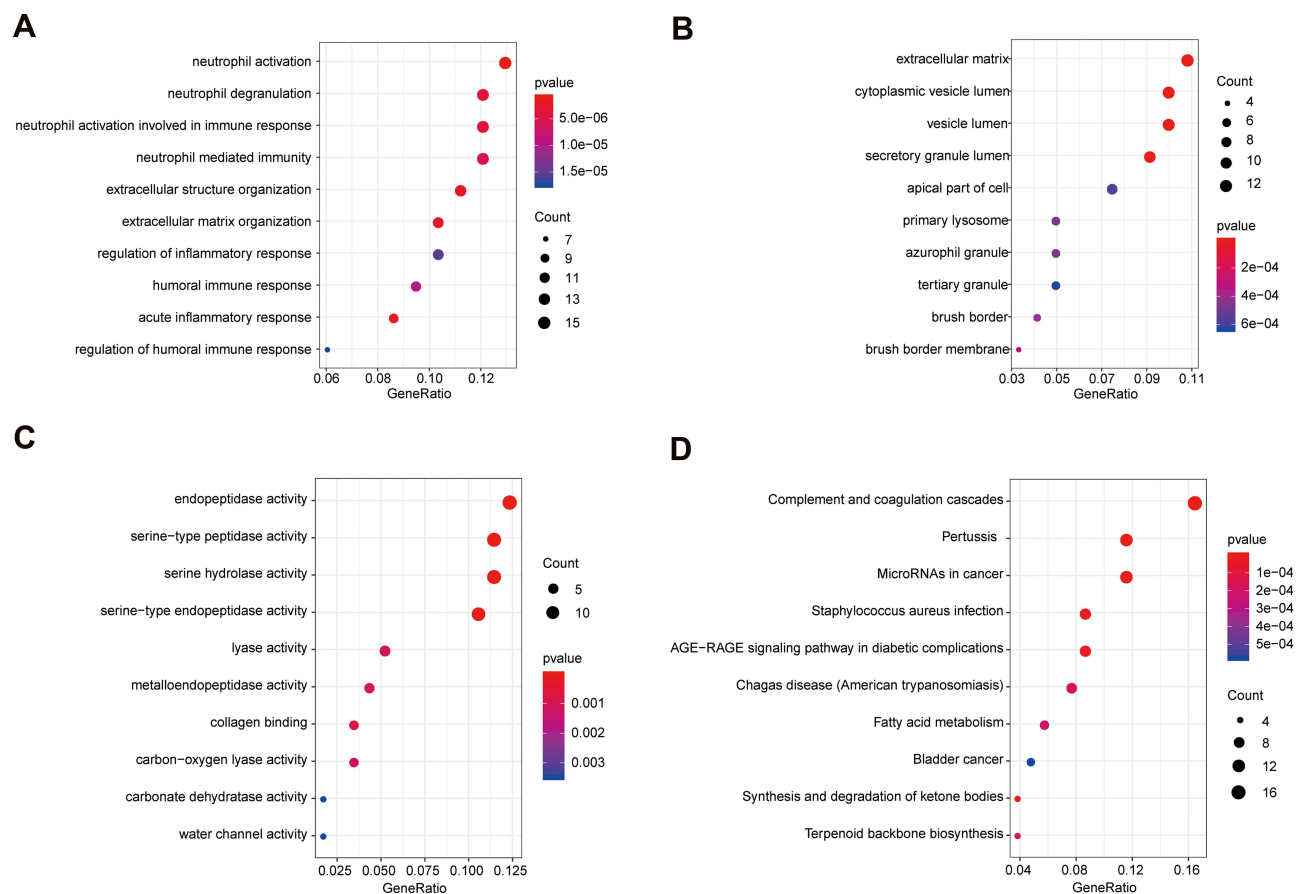 A
neutrophil activation
neutrophil degranulation
neutrophil activation involved in immune response
neutrophil mediated immunity
extracellular structure organization
extracellular matrix organization
regulation of inflammatory response
humoral immune response
acute inflammatory response
regulation of humoral immune response
0.06 0.08 0.10 0.12
GeneRatio
pvalue
5.0e−06
1.0e−05
1.5e−05
Count
7
9
11
13
15
B
extracellular matrix
cytoplasmic vesicle lumen
vesicle lumen
secretory granule lumen
apical part of cell
primary lysosome
azurophil granule
tertiary granule
brush border
brush border membrane
0.03 0.05 0.07 0.09 0.11
GeneRatio
Count
4
6
8
10
12
pvalue
2e−04
4e−04
6e−04
C
endopeptidase activity
serine−type peptidase activity
serine hydrolase activity
serine−type endopeptidase activity
lyase activity
metalloendopeptidase activity
collagen binding
carbon−oxygen lyase activity
carbonate dehydratase activity
water channel activity
0.025 0.050 0.075 0.100 0.125
GeneRatio
Count
5
10
pvalue
0.001
0.002
0.003
D
Complement and coagulation cascades
Pertussis
MicroRNAs in cancer
Staphylococcus aureus infection
AGE−RAGE signaling pathway in diabetic complications
Chagas disease (American trypanosomiasis)
Fatty acid metabolism
Bladder cancer
Synthesis and degradation of ketone bodies
Terpenoid backbone biosynthesis
0.04 0.08 0.12 0.16
GeneRatio
pvalue
1e−04
2e−04
3e−04
4e−04
5e−04
Count
4
8
12
16